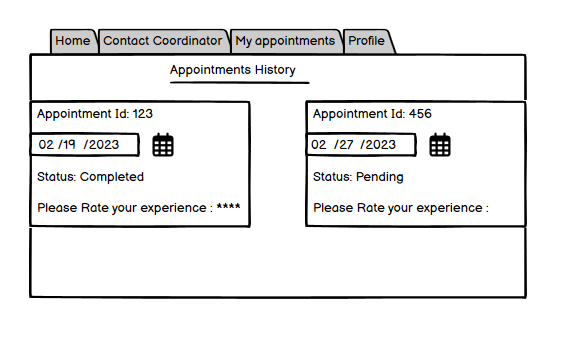 Home Contact Coordinator My appointments Profile
Appointments History
Appointment Id: 123
02 /19 /2023
Status: Completed
Please Rate your experience : ****
Appointment Id: 456
02 /27 /2023
Status: Pending
Please Rate your experience :